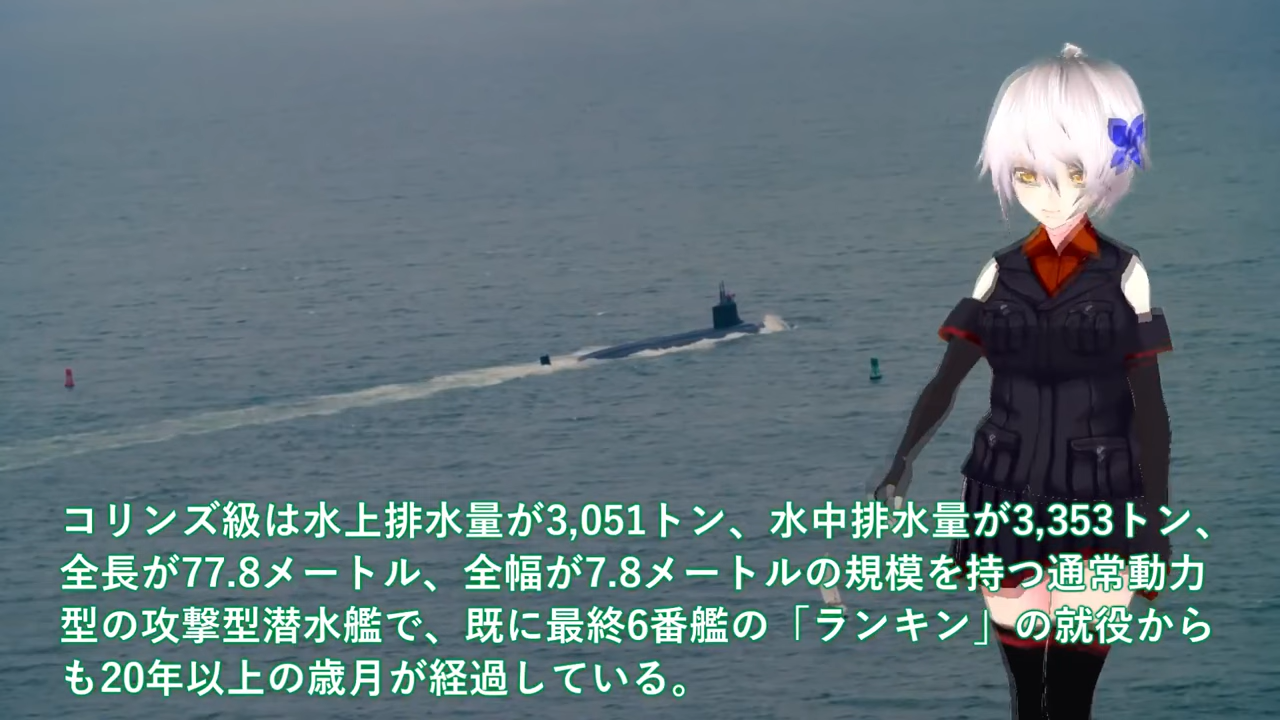 コリンズ級は水上排水量が3,051トン、水中排水量が3,353トン、
全長が77.8メートル、全幅が7.8メートルの規模を持つ通常動力
型の攻撃型潜水艦で、既に最終6番艦の「ランキン」の就役から
も20年以上の歳月が経過している。